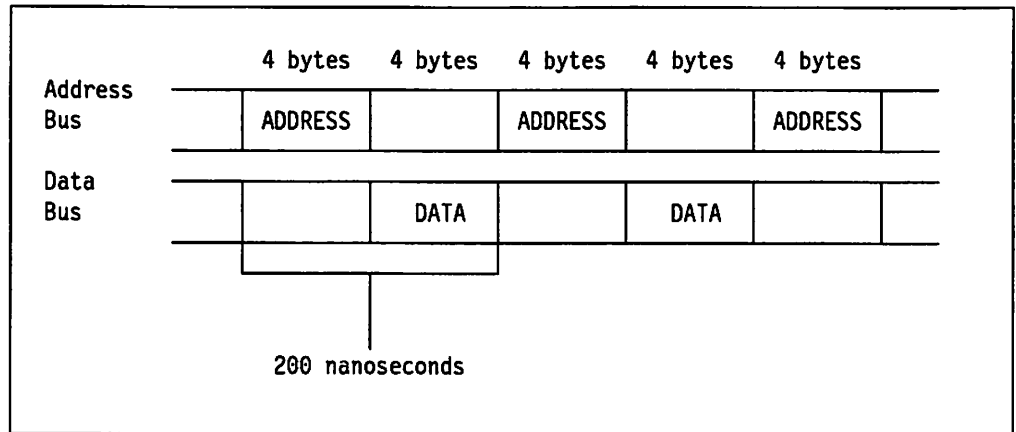 4 bytes 4 bytes 4 bytes 4 bytes 4 bytes
Address
Bus
ADDRESS ADDRESS ADDRESS
Data
Bus
DATA DATA
200 nanoseconds